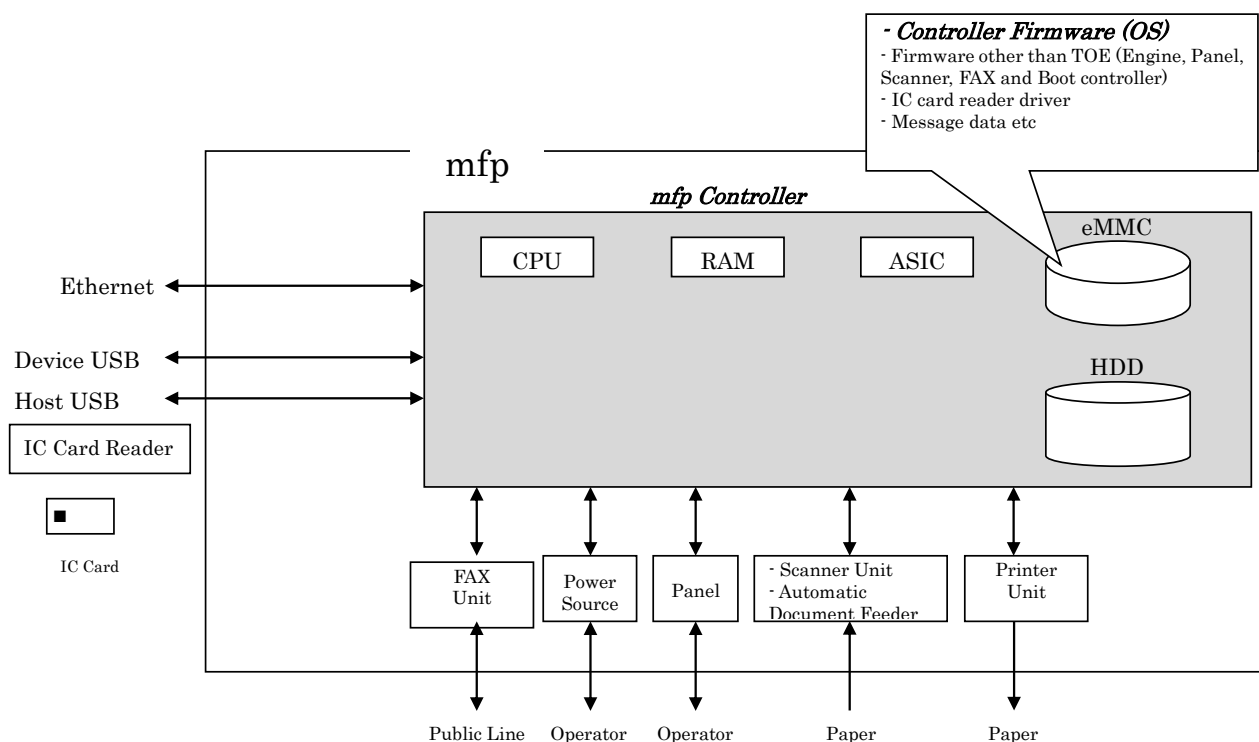 - Controller Firmware (OS)
- Firmware other than TOE (Engine, Panel,
Scanner, FAX and Boot controller)
- IC card reader driver
- Message data etc
mfp
mfp Controller
eMMC
CPU
RAM
ASIC
Ethernet
Device USB
HDD
Host USB
IC Card Reader
IC Card
FAX
Unit
Power
Source
Panel
- Scanner Unit
- Automatic
Document Feeder
Printer
Unit
Public Line
Operator
Operator
Paper
Paper